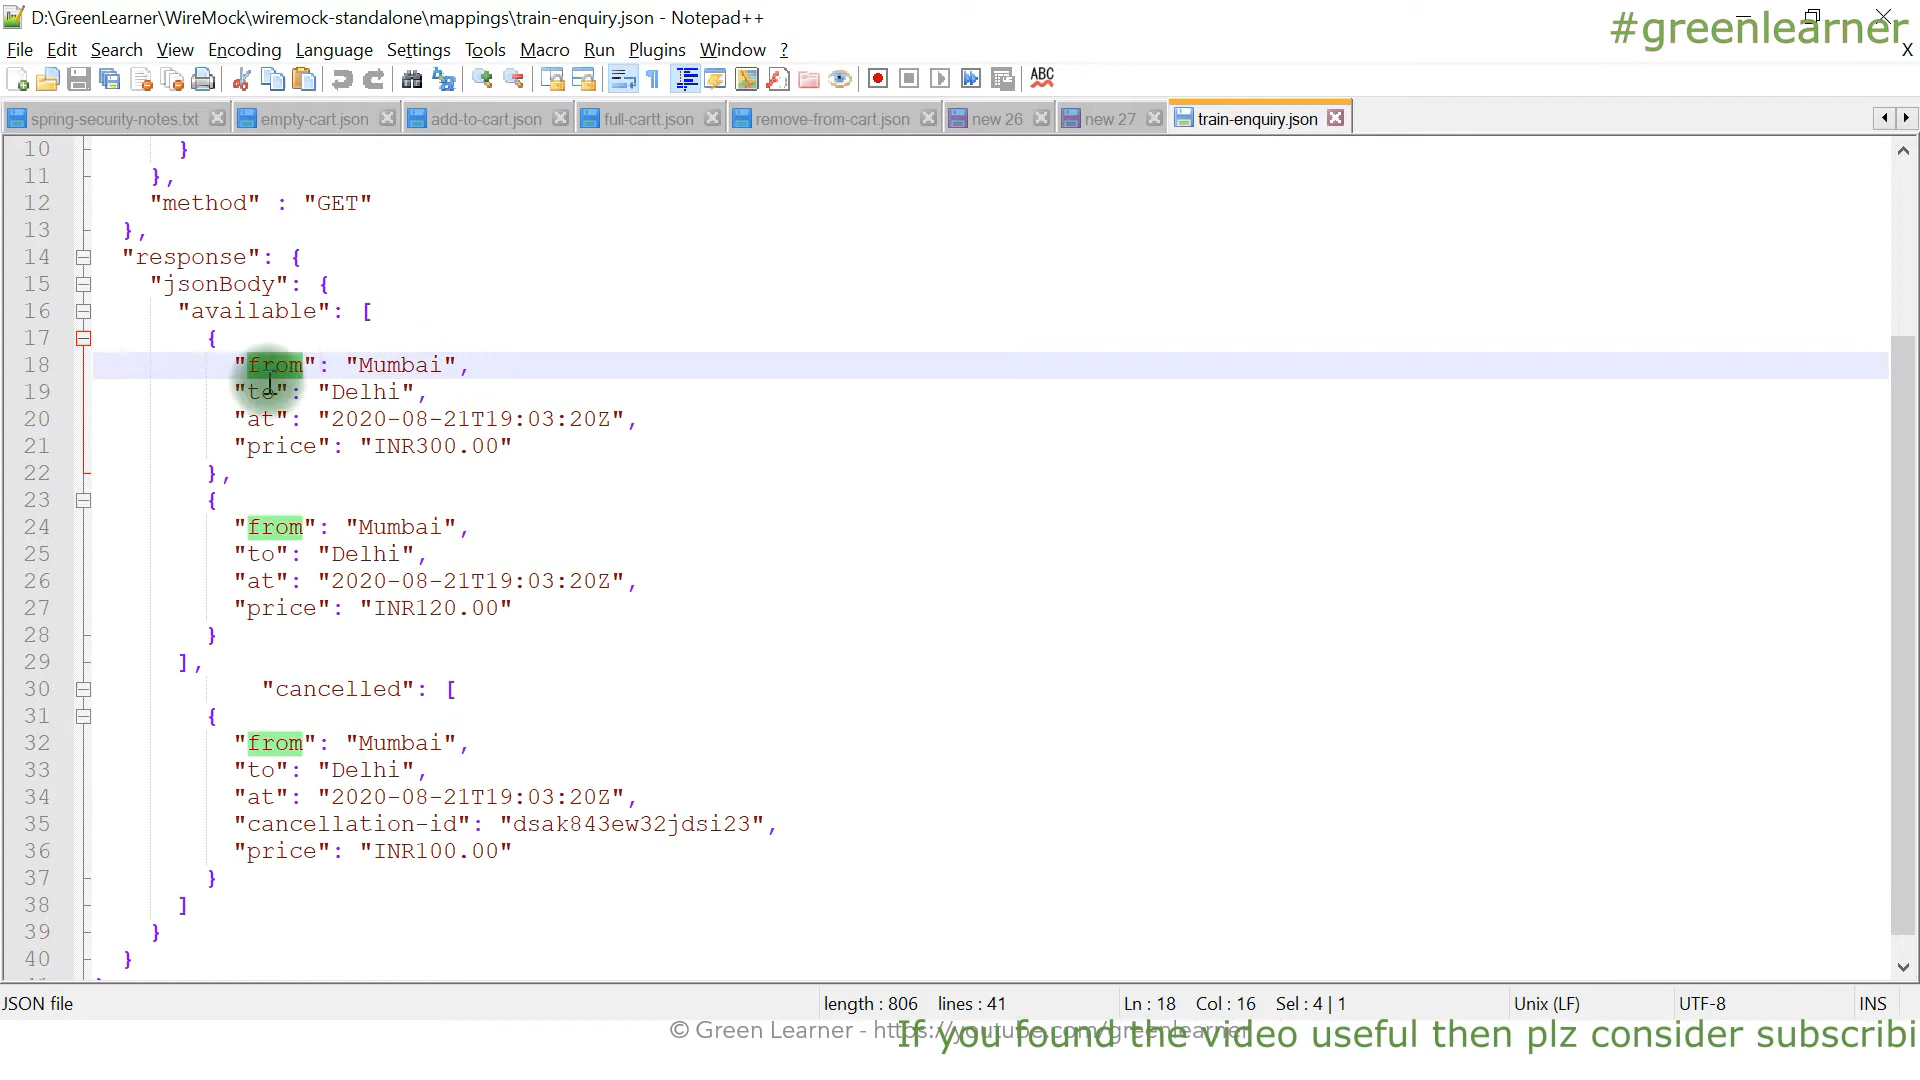 D:\GreenLearner\WireMock\wiremock-standalone\mappings\train-enquiry.json - Notepad++
#greenlearner
File Edit Search View Encoding Language Settings Tools Macro Run Plugins Window ?
X
ABC
spring-security-notes.txt empty-cart.json add-to-cart.json full-cartt.json remove-from-cart.json new 26 new 27 train-enquiry.json
10 }
11 },
12 "method" : "GET"
13 },
14 "response": {
15 "jsonBody": {
16 "available": [
17 {
18 "from": "Mumbai",
19 "to": "Delhi",
20 "at": "2020-08-21T19:03:20Z",
21 "price": "INR300.00"
22 },
23 {
24 "from": "Mumbai",
25 "to": "Delhi",
26 "at": "2020-08-21T19:03:20Z",
27 "price": "INR120.00"
28 }
29 ],
30 "cancelled": [
31 {
32 "from": "Mumbai",
33 "to": "Delhi",
34 "at": "2020-08-21T19:03:20Z",
35 "cancellation-id": "dsak843ew32jdsi23",
36 "price": "INR100.00"
37 }
38 ]
39 }
40 }
JSON file length : 806 lines : 41 Ln : 18 Col : 16 Sel : 4 | 1 Unix (LF) UTF-8 INS
© Green Learner - https://youtube.com/greenlearner
If you found the video useful then plz consider subscribi